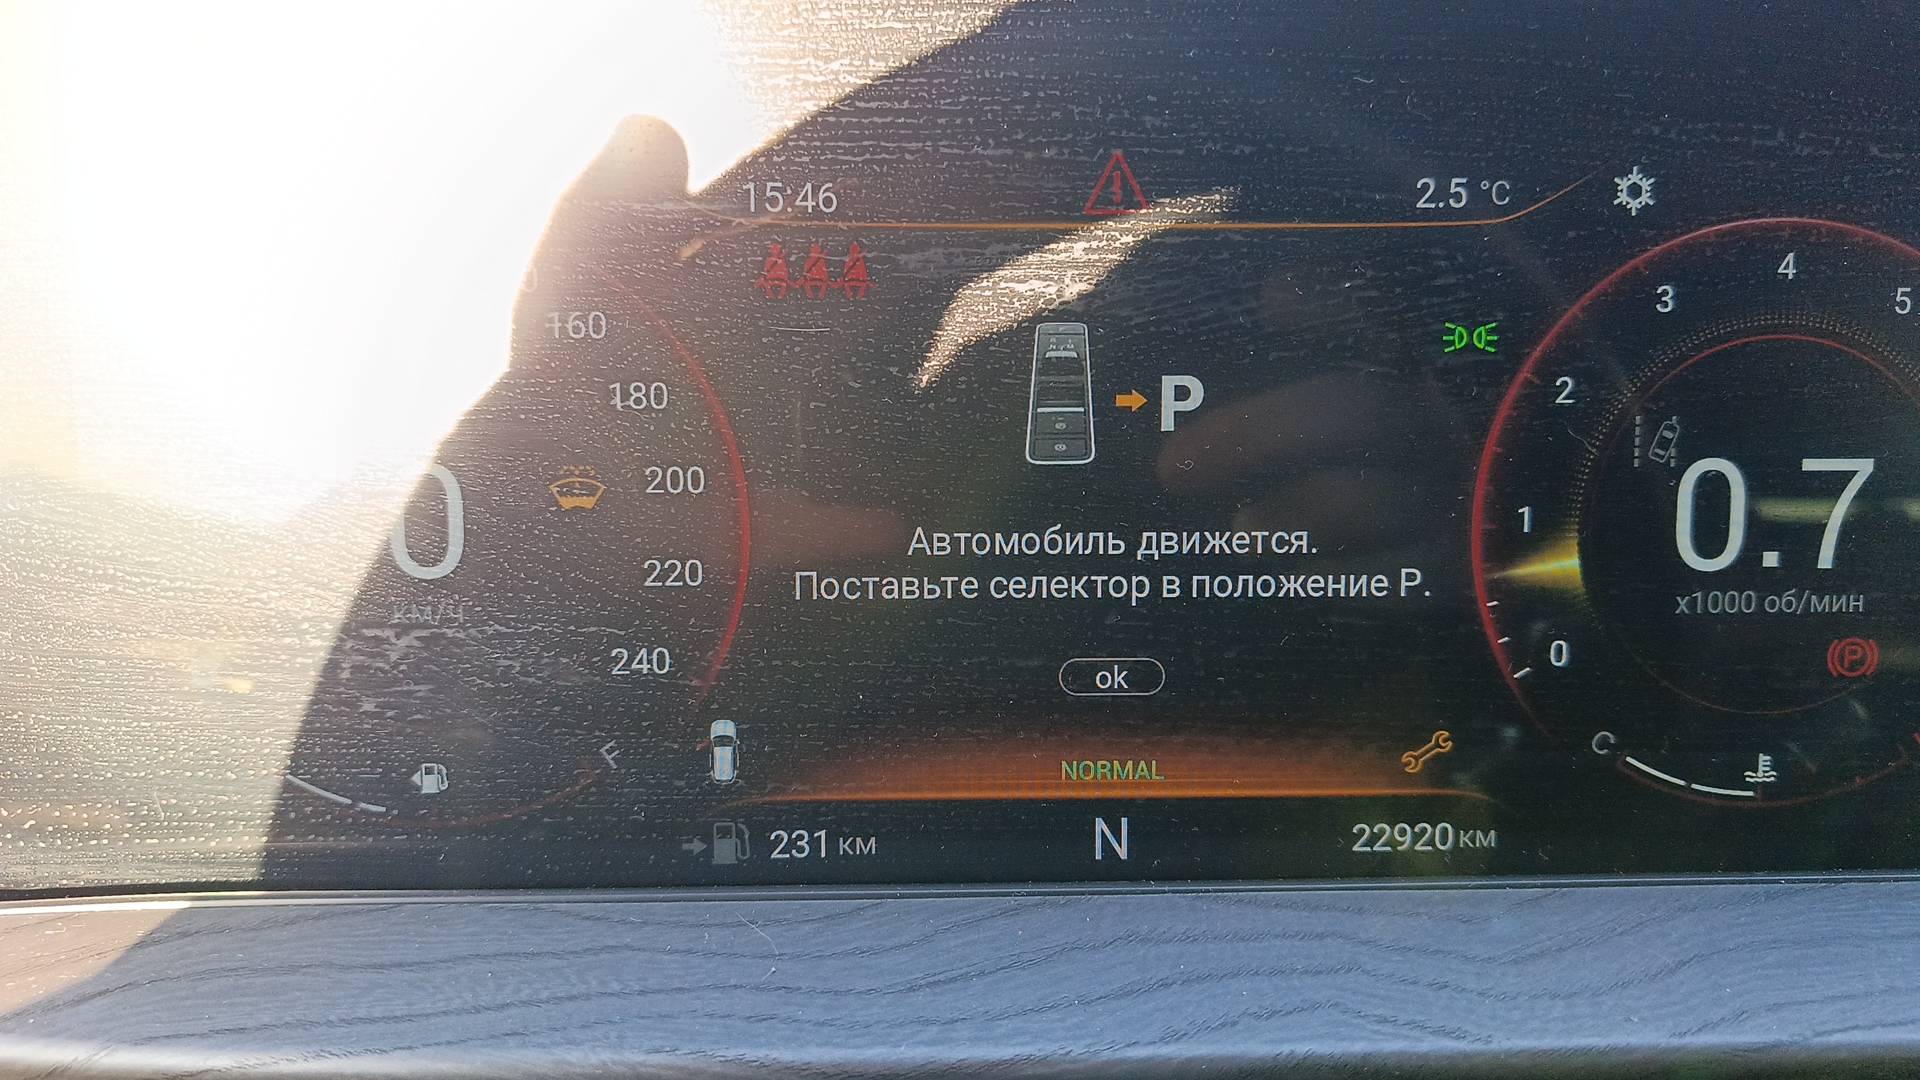 15:46
2.5 °C
160
180
200
220
240
0
км/ч
P
Автомобиль движется.
Поставьте селектор в положение P.
ok
0
1
2
3
4
5
0.7
x1000 об/мин
P
F
NORMAL
C
231 км
N
22920 км